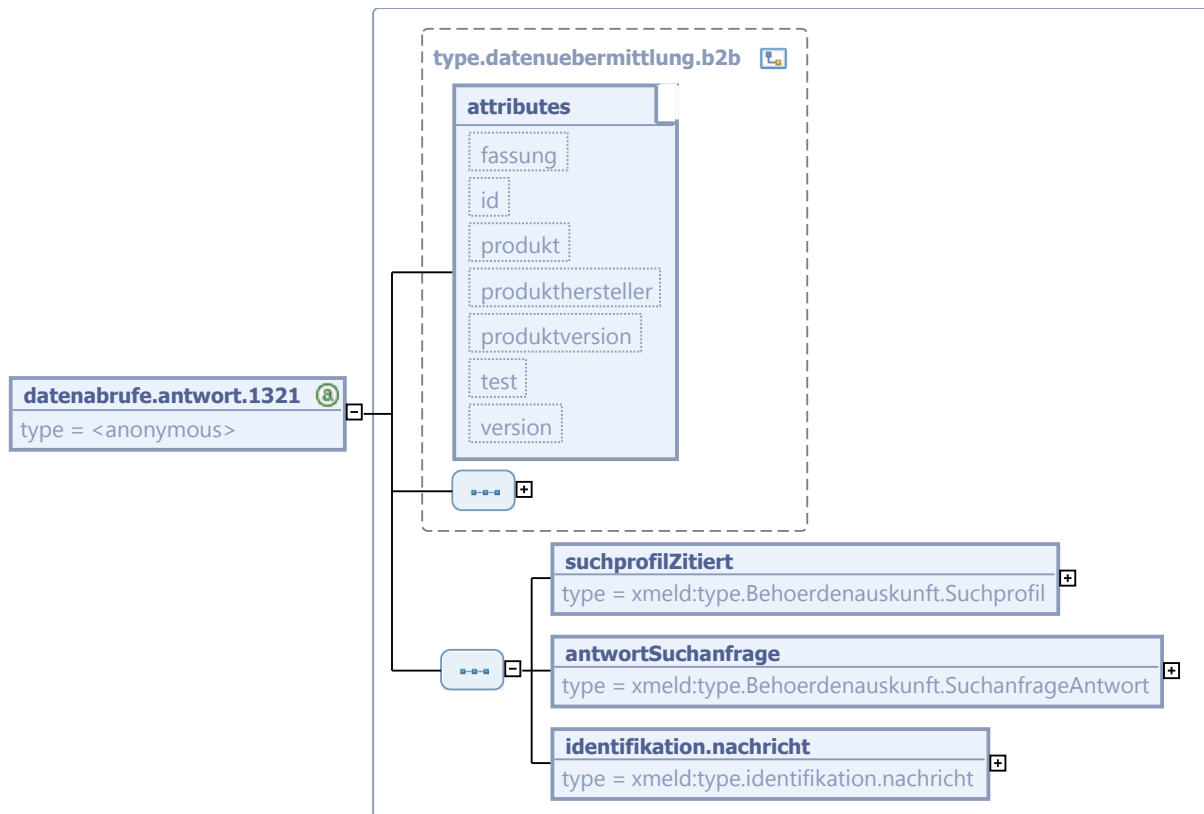 type.datenuebermittlung.b2b
attributes
fassung
id
produkt
produkthersteller
produktversion
test
version
datenabrufe.antwort.1321 a
type = <anonymous>
suchprofilZitiert
type = xmeld:type.Behoerdenauskunft.Suchprofil
antwortSuchanfrage
type = xmeld:type.Behoerdenauskunft.SuchanfrageAntwort
identifikation.nachricht
type = xmeld:type.identifikation.nachricht